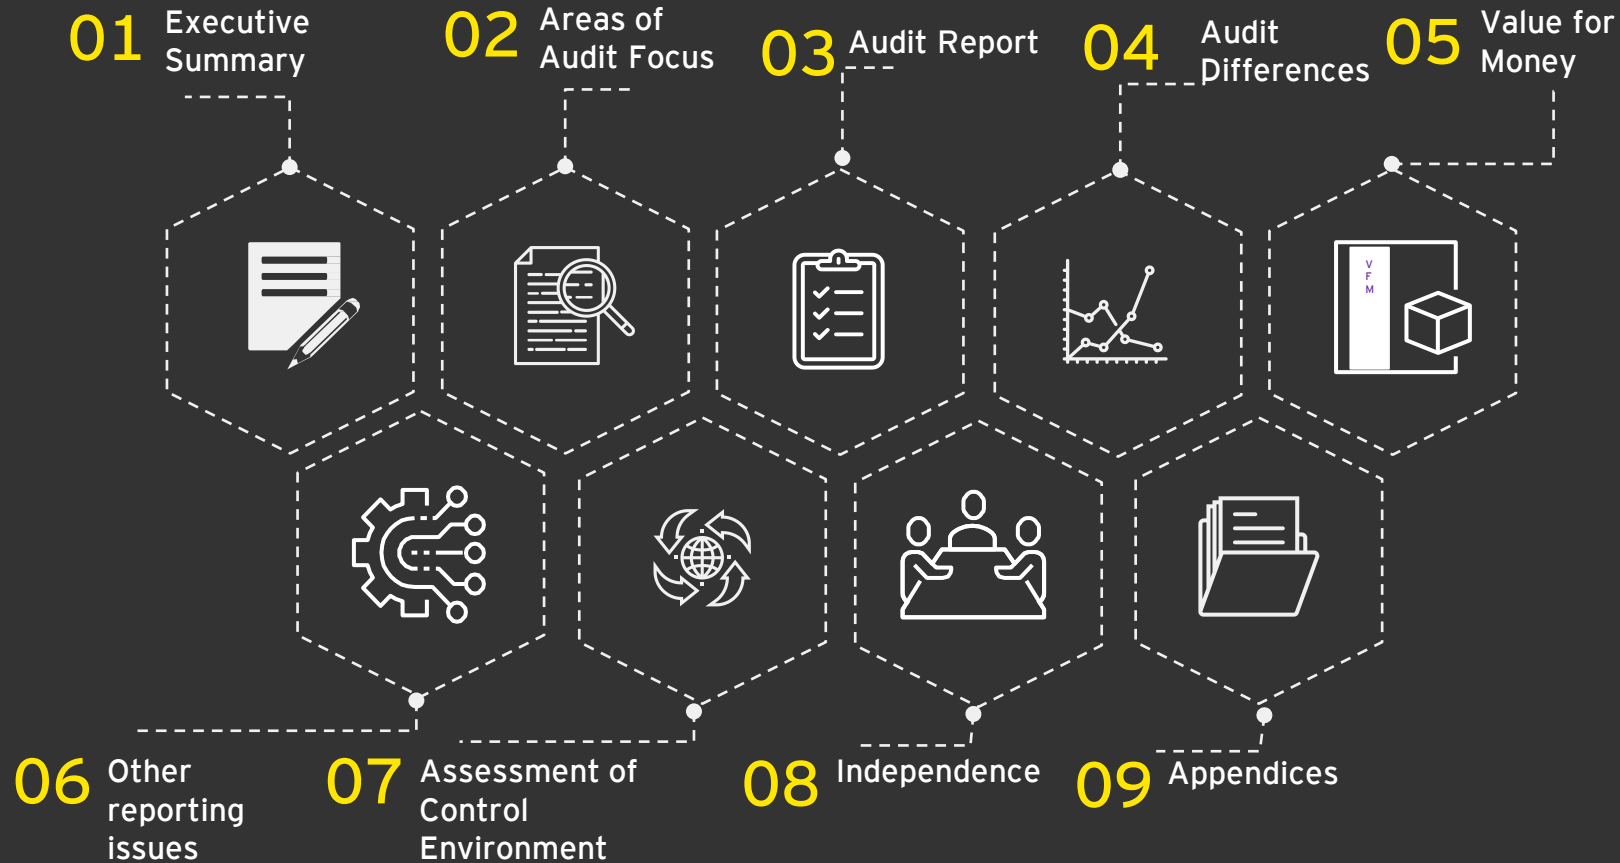 01 Executive
Summary
02 Areas of
Audit Focus
03 Audit Report
04 Audit
Differences
05 Value for
Money
V
F
M
06 Other
reporting
issues
07 Assessment of
Control
Environment
08 Independence
09 Appendices